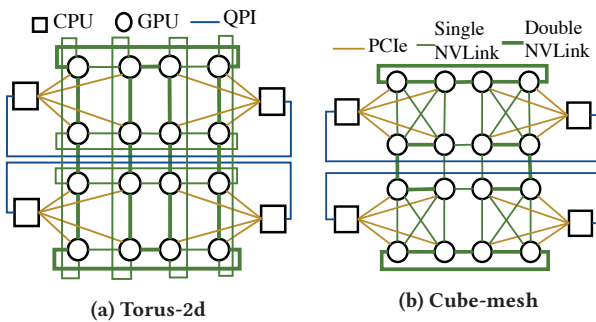 CPU GPU QPI PCIe Single NVLink Double NVLink
(a) Torus-2d
(b) Cube-mesh